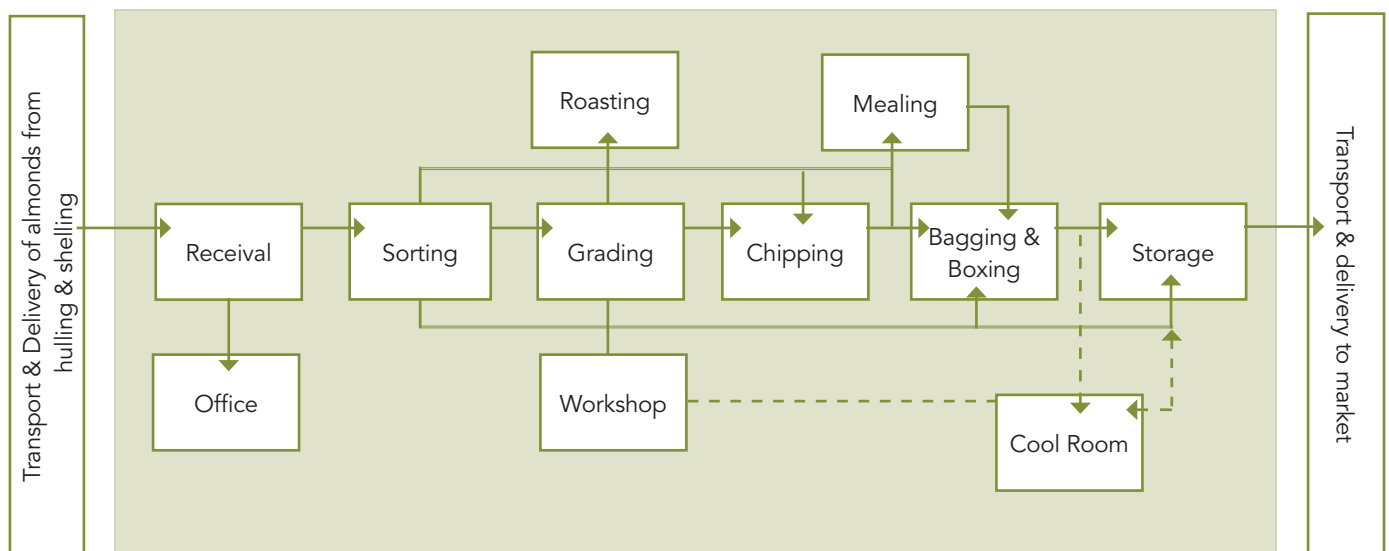 Transport & Delivery of almonds from
hulling & shelling
Roasting
Mealing
Receival
Sorting
Grading
Chipping
Bagging &
Boxing
Storage
Office
Workshop
Cool Room
Transport & delivery to market